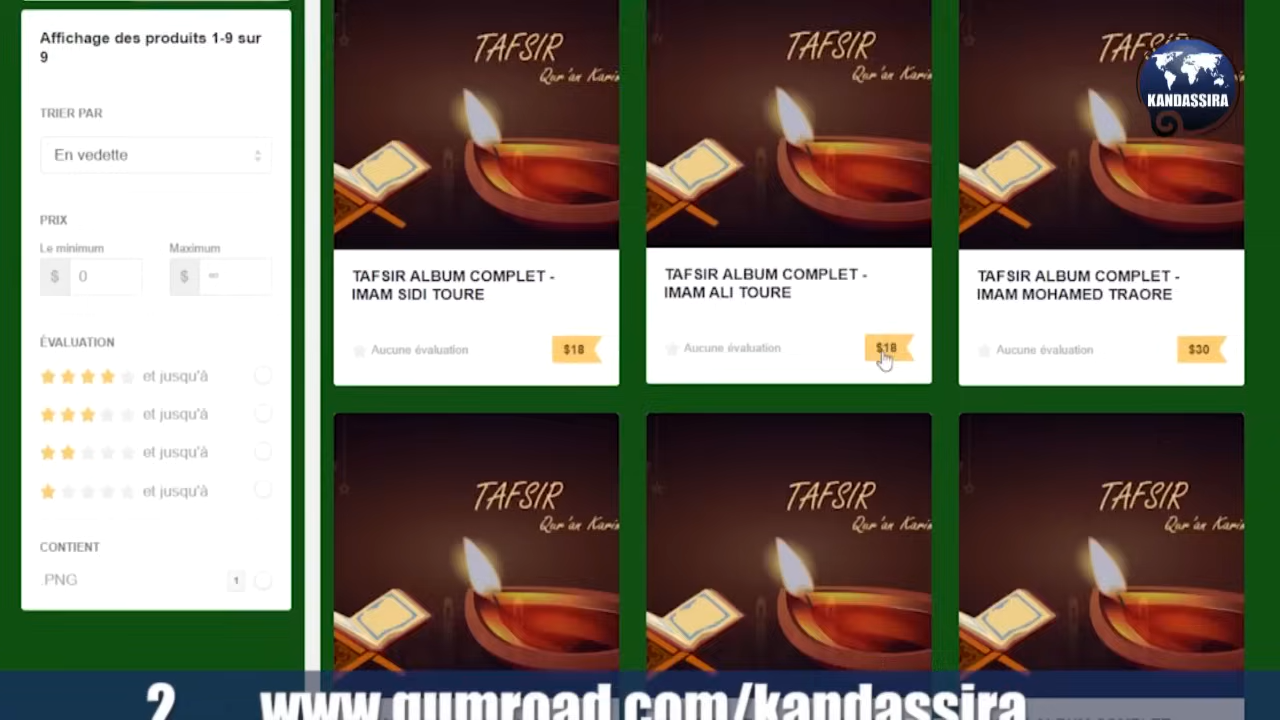 Affichage des produits 1-9 sur
9
TRIER PAR
En vedette
PRIX
Le minimum
Maximum
$ 0
$ ∞
ÉVALUATION
et jusqu'à
et jusqu'à
et jusqu'à
et jusqu'à
CONTIENT
.PNG 1
TAFSIR
Qur'an Karim
TAFSIR ALBUM COMPLET -
IMAM SIDI TOURE
Aucune évaluation
$18
TAFSIR
Qur'an Karim
TAFSIR ALBUM COMPLET -
IMAM ALI TOURE
Aucune évaluation
$18
TAFSIR
KANDASSIRA
TAFSIR ALBUM COMPLET -
IMAM MOHAMED TRAORE
Aucune évaluation
$30
TAFSIR
Qur'an Karim
TAFSIR
Qur'an Karim
TAFSIR
Qur'an Karim
2 www.gumroad.com/kandassira